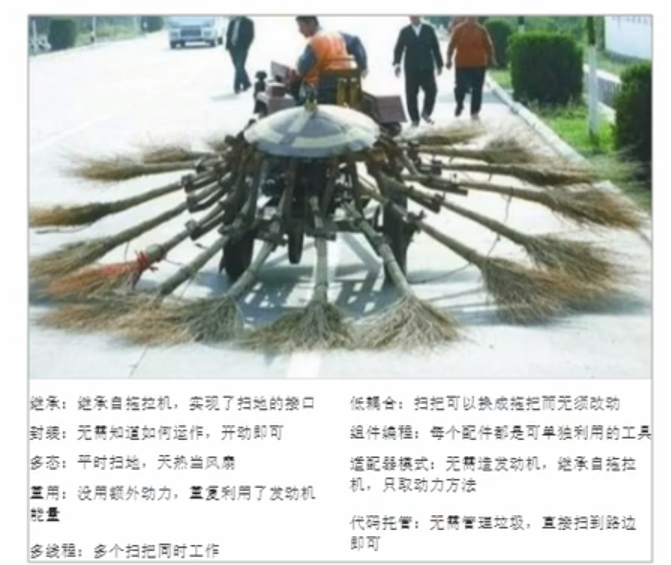 继承：继承自拖拉机，实现了扫地的接口
封装：无需知道如何运作，开动即可
多态：平时扫地，天热当风扇
重用：没用额外动力，重复利用了发动机
能量
多线程：多个扫把同时工作
低耦合：扫把可以换成拖把而无须改动
组件编程：每个配件都是可单独利用的工具
适配器模式：无需造发动机，继承自拖拉
机，只取动力方法
代码托管：无需管理垃圾，直接扫到路边
即可